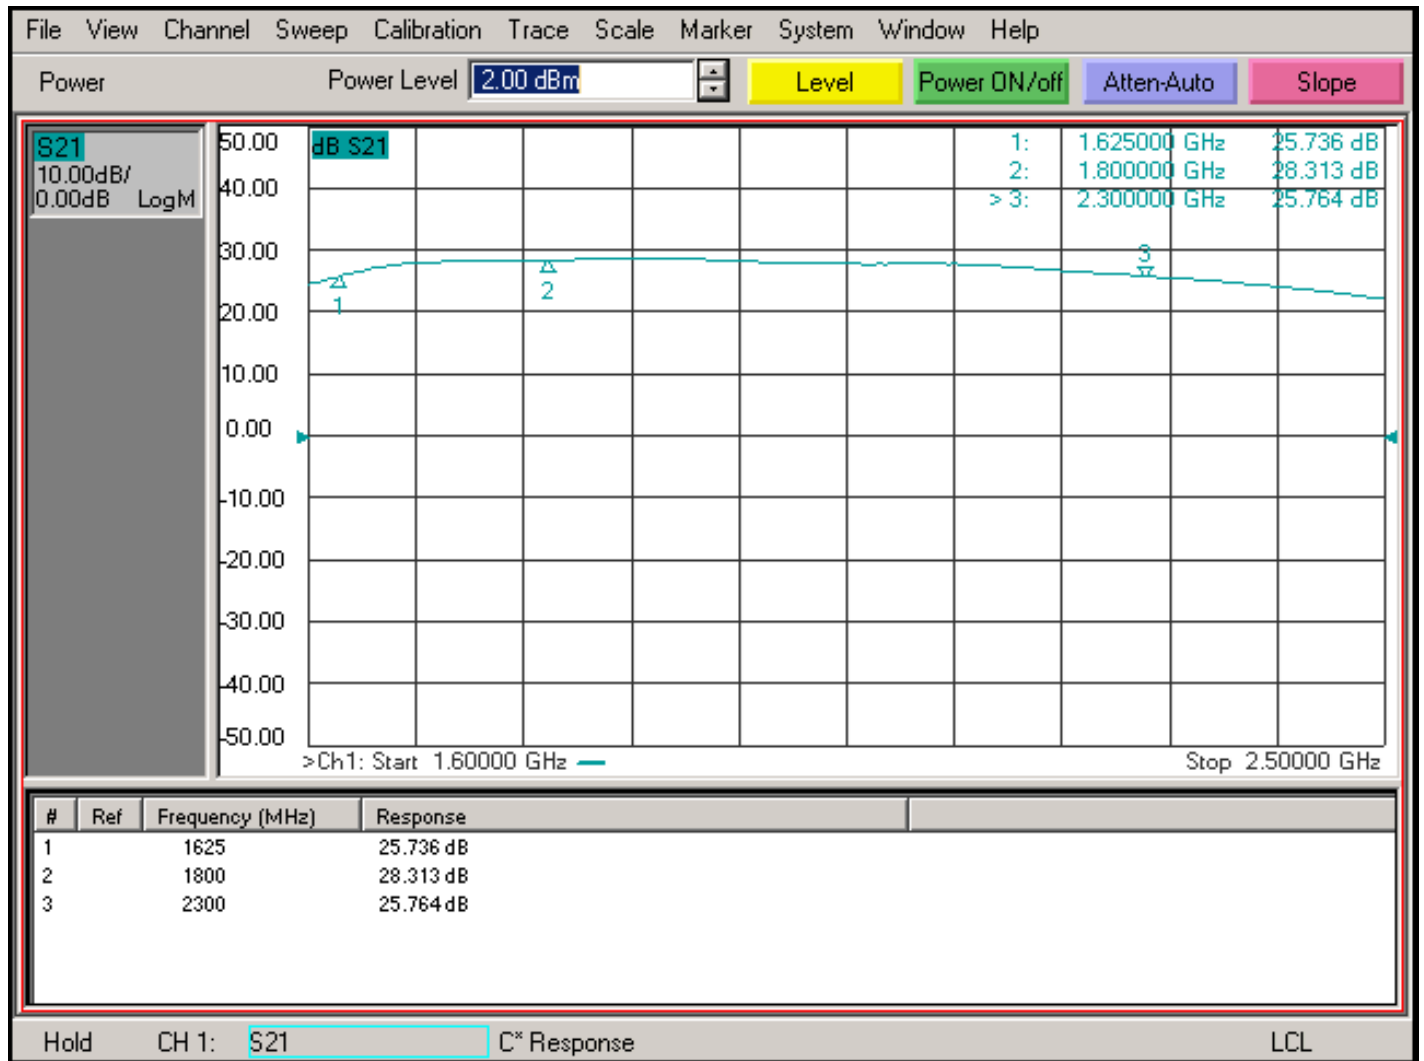 File View Channel Sweep Calibration Trace Scale Marker System Window Help
Power Power Level 2.00 dBm Level Power ON/off Atten-Auto Slope
S21
10.00dB/
0.00dB LogM
dB S21
50.00
40.00
30.00
20.00
10.00
0.00
-10.00
-20.00
-30.00
-40.00
-50.00
1: 1.625000 GHz 25.736 dB
2: 1.800000 GHz 28.313 dB
> 3: 2.300000 GHz 25.764 dB
1
2
3
>Ch1: Start 1.60000 GHz Stop 2.50000 GHz
# Ref Frequency (MHz) Response
1 1625 25.736 dB
2 1800 28.313 dB
3 2300 25.764 dB
Hold CH 1: S21 C* Response LCL